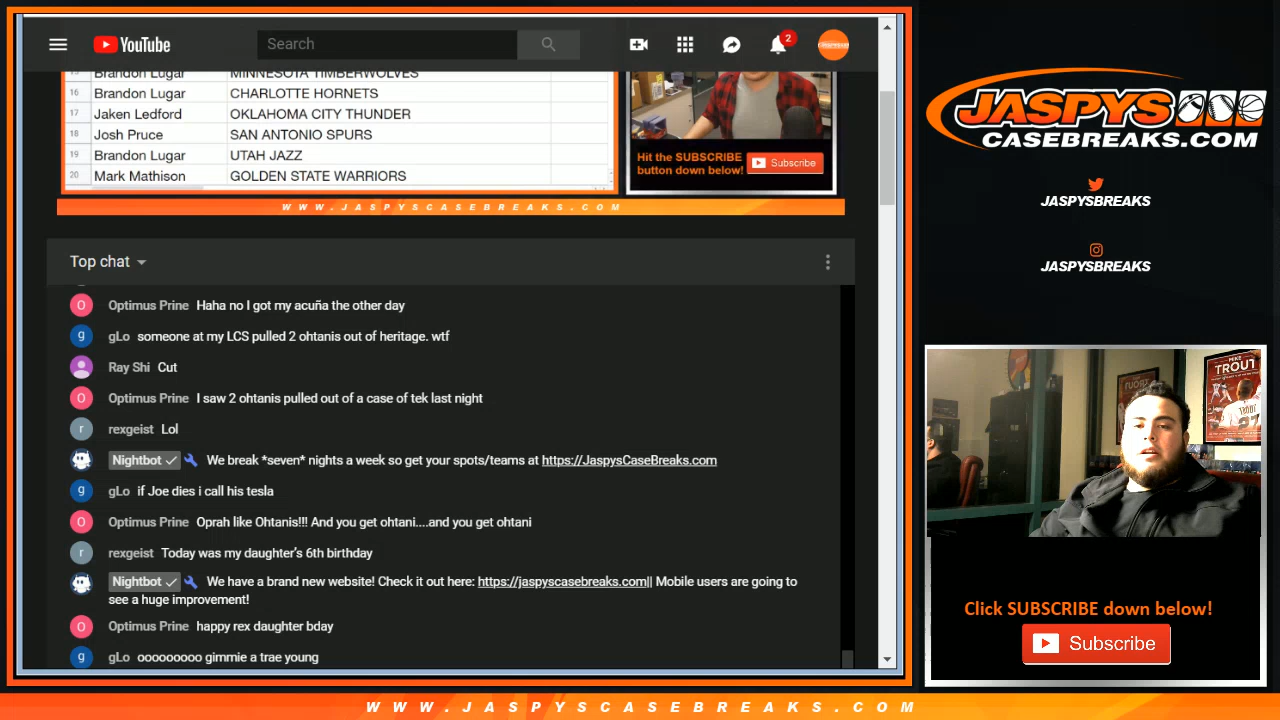 YouTube
Search
2
15 Brandon Lugar MINNESOTA TIMBERWOLVES
16 Brandon Lugar CHARLOTTE HORNETS
17 Jaken Ledford OKLAHOMA CITY THUNDER
18 Josh Pruce SAN ANTONIO SPURS
19 Brandon Lugar UTAH JAZZ
20 Mark Mathison GOLDEN STATE WARRIORS
Hit the SUBSCRIBE
button down below!
Subscribe
WWW.JASPYSCASEBREAKS.COM
Top chat
O Optimus Prine Haha no I got my acuña the other day
g gLo someone at my LCS pulled 2 ohtanis out of heritage. wtf
Ray Shi Cut
O Optimus Prine I saw 2 ohtanis pulled out of a case of tek last night
r rexgeist Lol
Nightbot We break *seven* nights a week so get your spots/teams at https://JaspysCaseBreaks.com
g gLo if Joe dies i call his tesla
O Optimus Prine Oprah like Ohtanis!!! And you get ohtani....and you get ohtani
r rexgeist Today was my daughter's 6th birthday
Nightbot We have a brand new website! Check it out here: https://jaspyscasebreaks.com|| Mobile users are going to
see a huge improvement!
O Optimus Prine happy rex daughter bday
g gLo ooooooooo gimmie a trae young
JASPYS
CASEBREAKS.COM
JASPYSBREAKS
JASPYSBREAKS
MIKE
TROUT
Click SUBSCRIBE down below!
Subscribe
WWW.JASPYSCASEBREAKS.COM